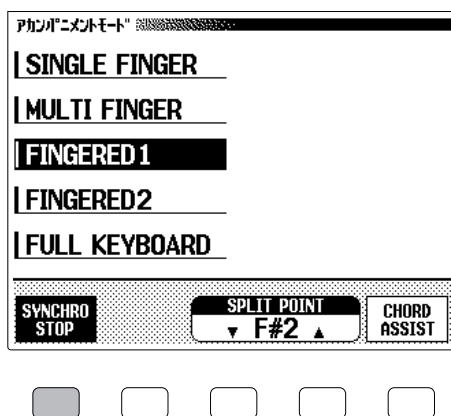 アカンパニメントモード
SINGLE FINGER
MULTI FINGER
FINGERED1
FINGERED2
FULL KEYBOARD
SYNCHRO
STOP
SPLIT POINT
▼ F#2 ▲
CHORD
ASSIST